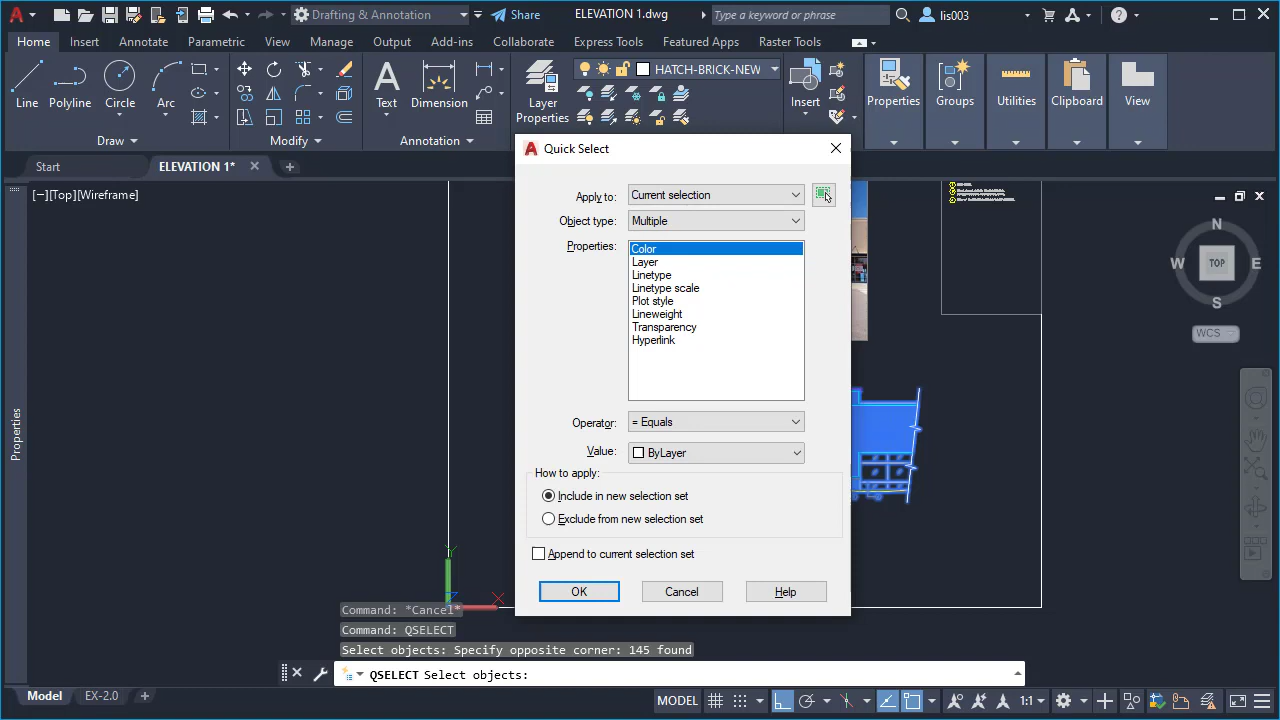 Drafting & Annotation
Share
ELEVATION 1.dwg
Type a keyword or phrase
lis003
Home Insert Annotate Parametric View Manage Output Add-ins Collaborate Express Tools Featured Apps Raster Tools
HATCH-BRICK-NEW
Line Polyline Circle Arc
Text Dimension
Layer
Properties
Insert
Properties Groups Utilities Clipboard View
Draw Modify Annotation
Start ELEVATION 1*
[−][Top][Wireframe]
Quick Select
Apply to: Current selection
Object type: Multiple
Properties: Color
Layer
Linetype
Linetype scale
Plot style
Lineweight
Transparency
Hyperlink
Operator: = Equals
Value: ByLayer
How to apply:
Include in new selection set
Exclude from new selection set
Append to current selection set
OK Cancel Help
N
W TOP E
S
WCS
Properties
Y
X
Command: *Cancel*
Command: QSELECT
Select objects: Specify opposite corner: 145 found
QSELECT Select objects:
Model EX-2.0
MODEL 1:1